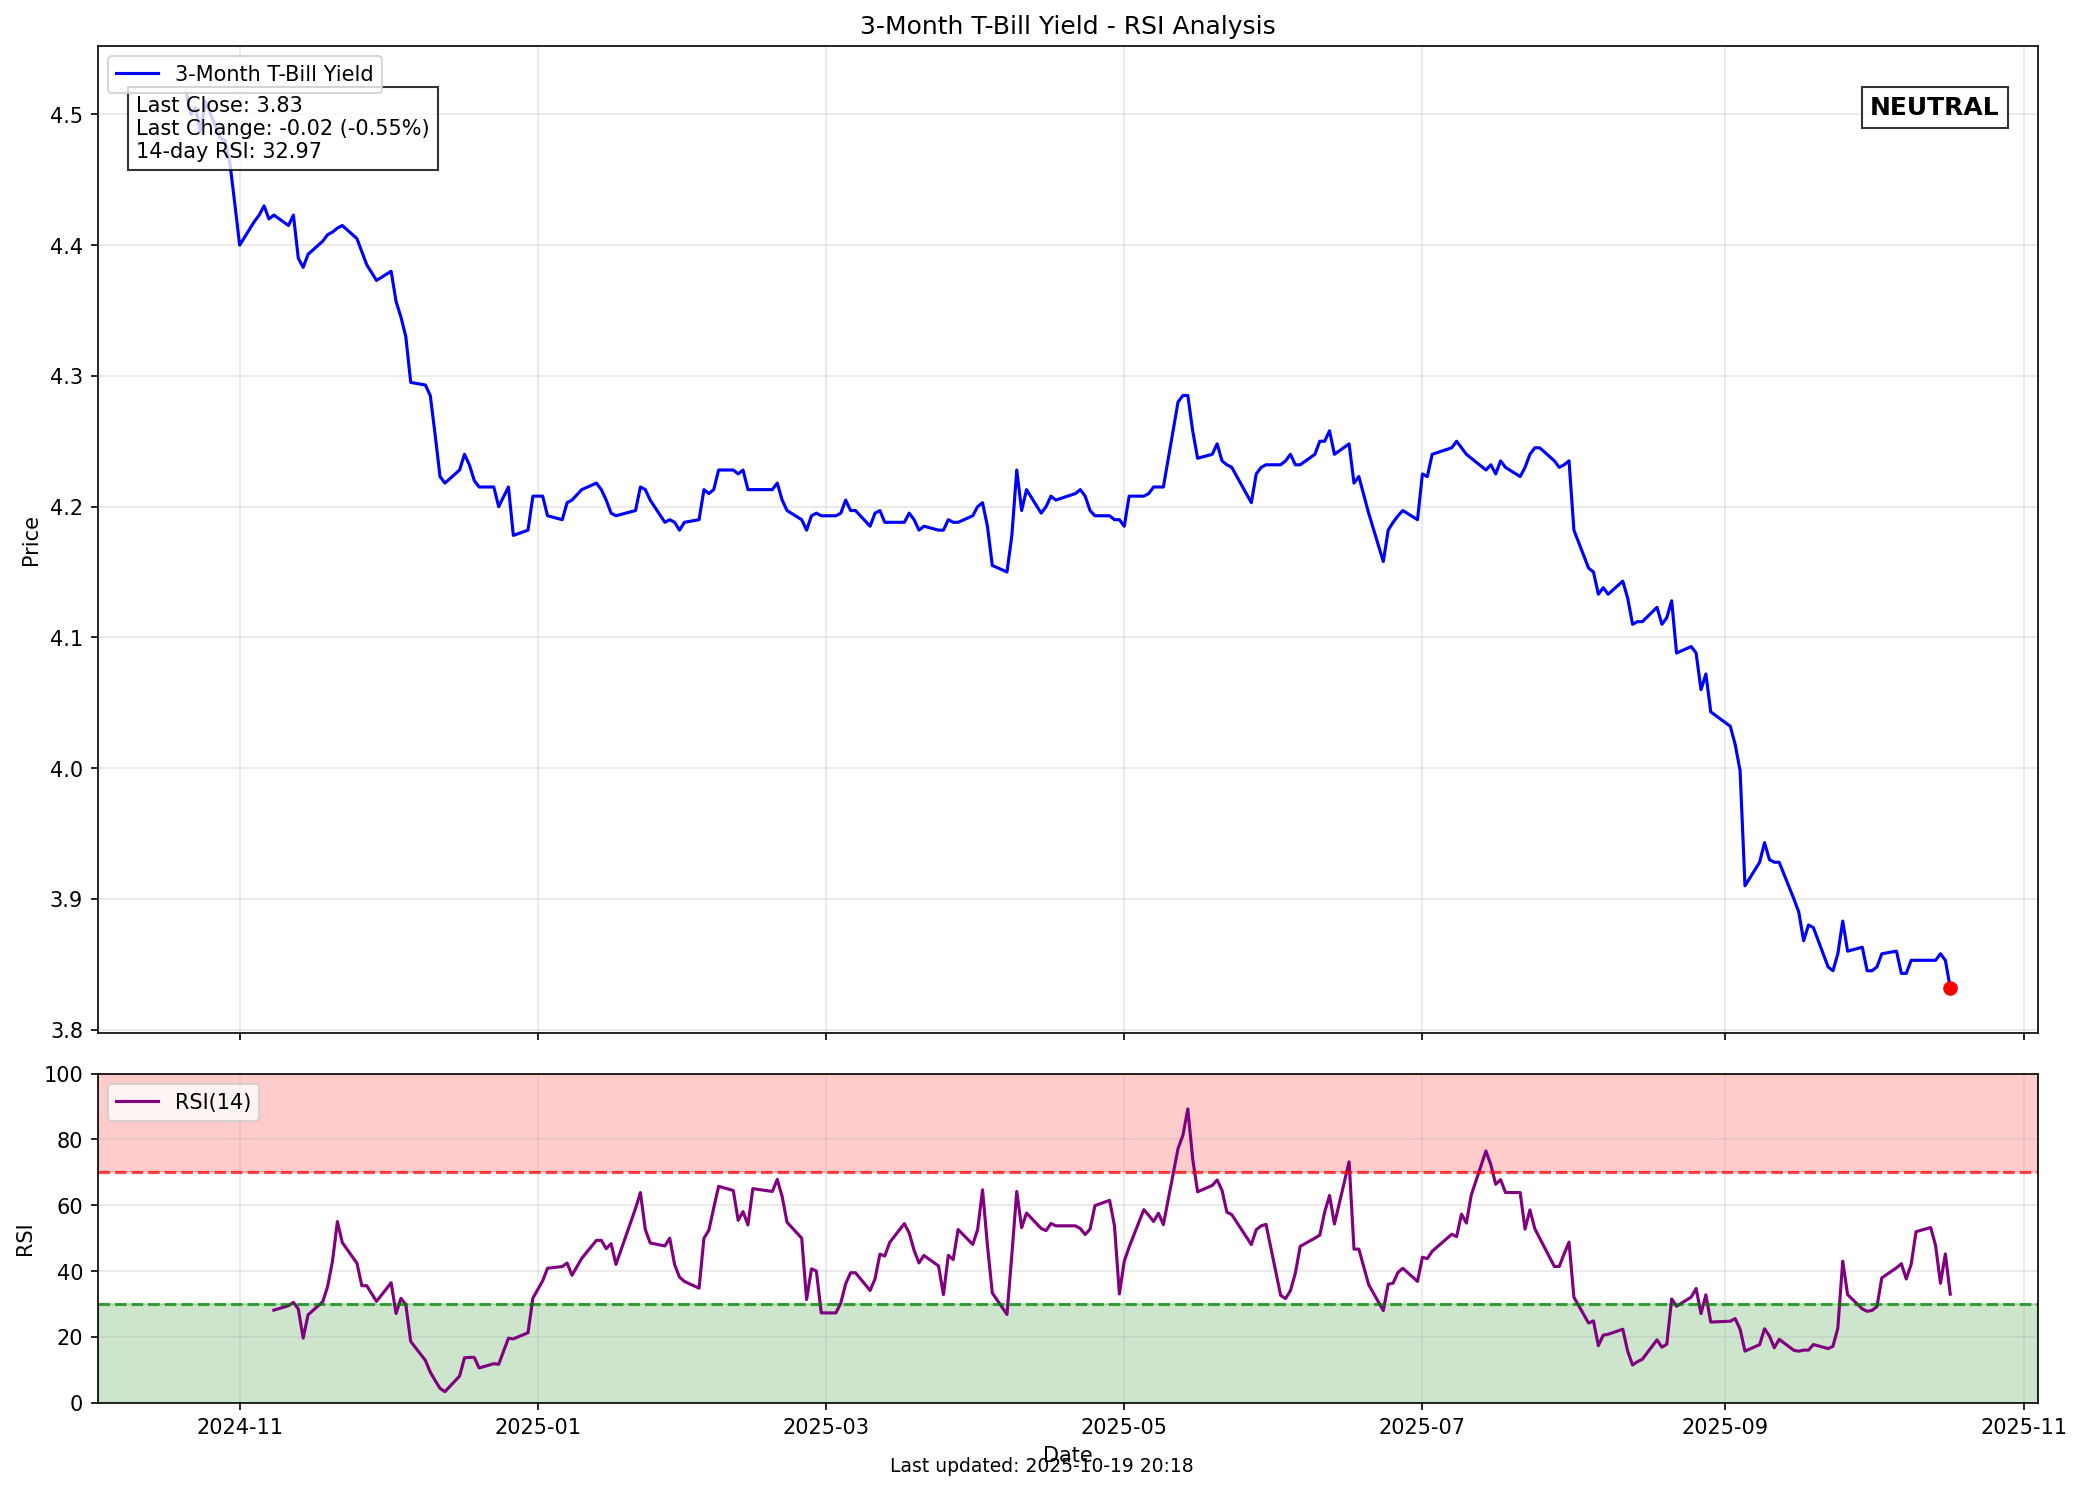 3-Month T-Bill Yield - RSI Analysis
3-Month T-Bill Yield
Last Close: 3.83
Last Change: -0.02 (-0.55%)
14-day RSI: 32.97
NEUTRAL
4.5
4.4
4.3
4.2
4.1
4.0
3.9
3.8
Price
RSI(14)
100
80
60
40
20
0
RSI
2024-11
2025-01
2025-03
2025-05
2025-07
2025-09
2025-11
Date
Last updated: 2025-10-19 20:18